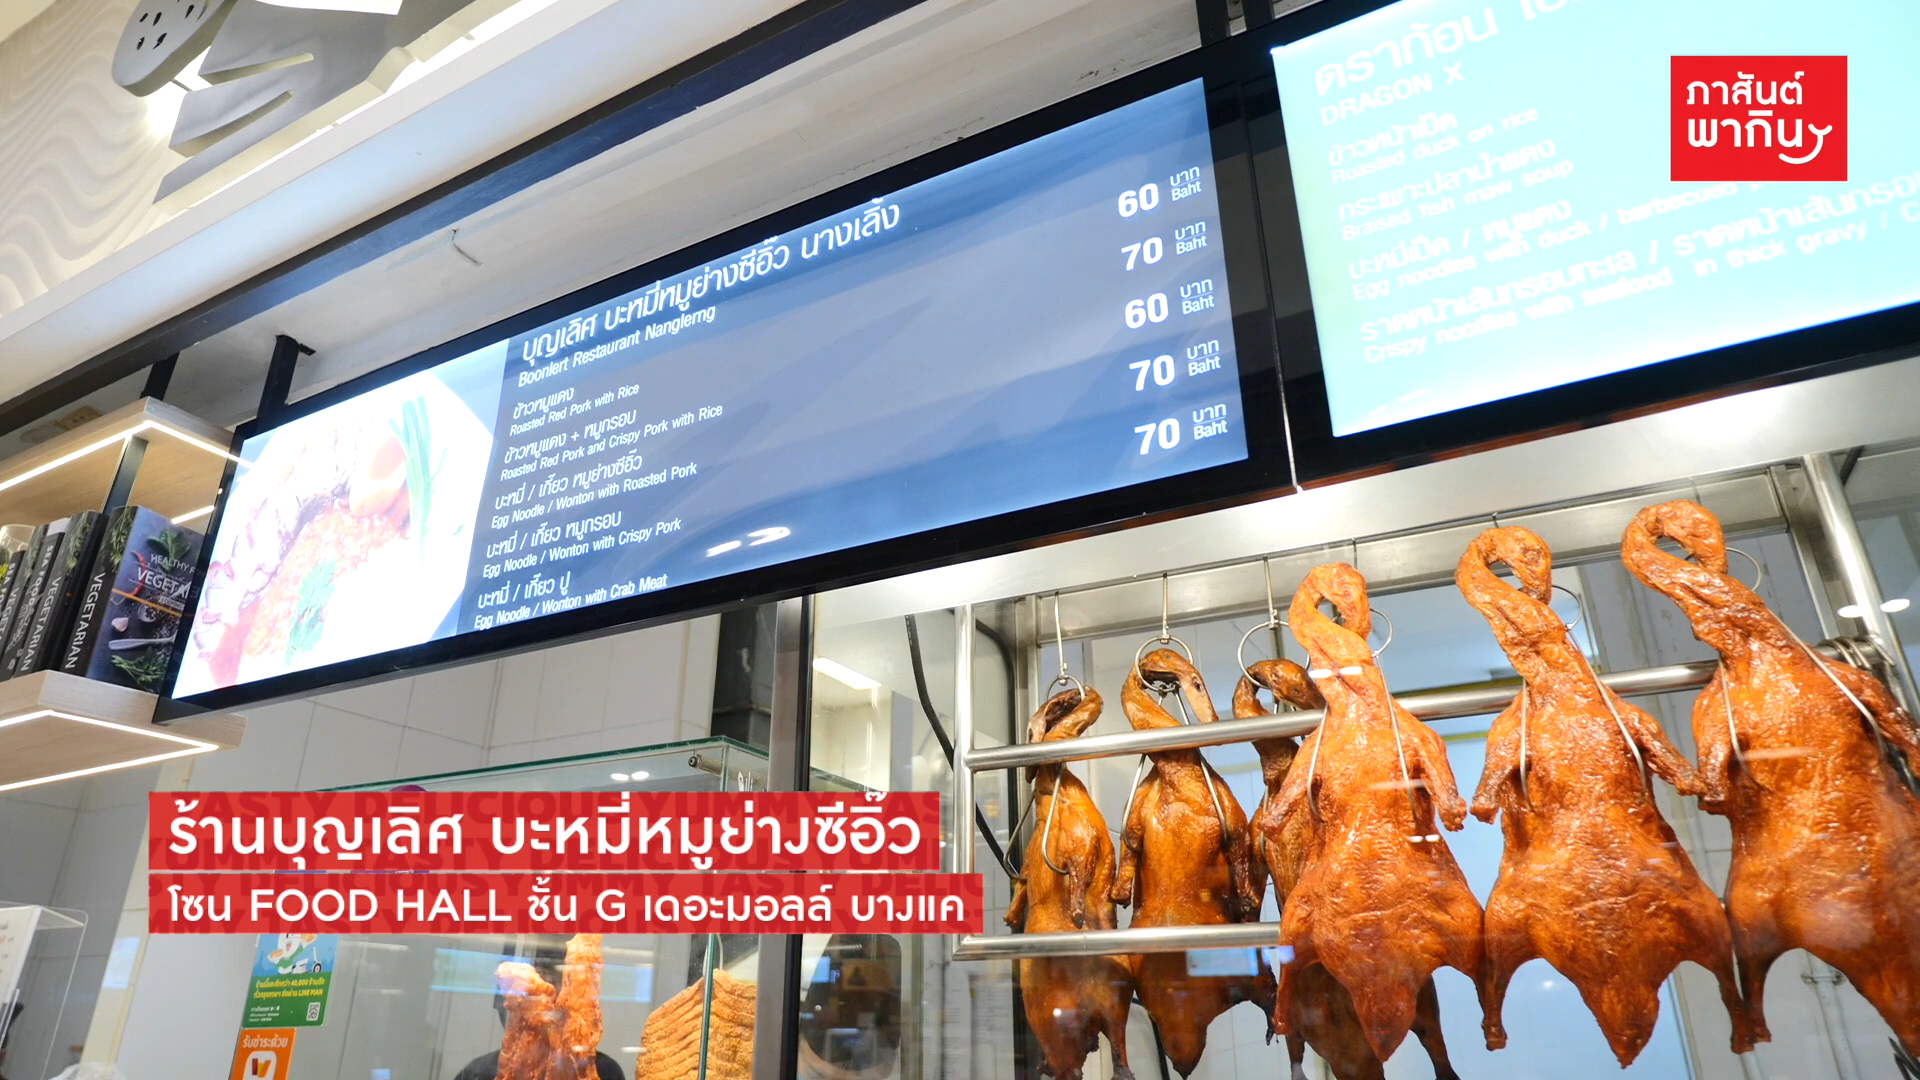 ภาสันต์
พากิน
ดราก้อน
DRAGON X
ข้าวหน้าเป็ด
Roasted duck on rice
กระเพาะปลาน้ำแดง
Braised fish maw soup
บะหมี่เป็ด / หมูแดง
Egg noodles with duck / barbecued
ราดหน้าเส้นกรอบทะเล / ราดหน้าเส้นกรอบ
Crispy noodles with seafood in thick gravy /
บุญเลิศ บะหมี่หมูย่างซีอิ๊ว นางเลิ้ง
Boonlert Restaurant Nanglerng
ข้าวหมูแดง 60 บาท
Roasted Red Pork with Rice Baht
ข้าวหมูแดง + หมูกรอบ 70 บาท
Roasted Red Pork and Crispy Pork with Rice Baht
บะหมี่ / เกี๊ยว หมูย่างซีอิ๊ว 60 บาท
Egg Noodle / Wonton with Roasted Pork Baht
บะหมี่ / เกี๊ยว หมูกรอบ 70 บาท
Egg Noodle / Wonton with Crispy Pork Baht
บะหมี่ / เกี๊ยว ปู 70 บาท
Egg Noodle / Wonton with Crab Meat Baht
VEGETARIAN
VEGETARIAN
HEALTHY
VEGETA
ร้านบุญเลิศ บะหมี่หมูย่างซีอิ๊ว
โซน FOOD HALL ชั้น G เดอะมอลล์ บางแค
รับชำระด้วย